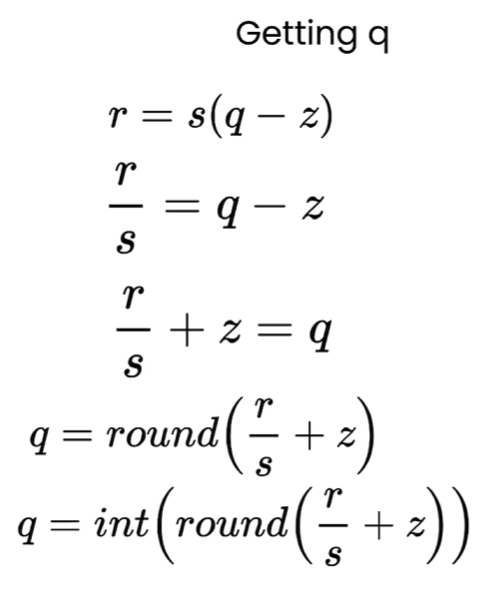 Getting q
r = s(q − z)
r/s = q − z
r/s + z = q
q = round(r/s + z)
q = int(round(r/s + z))